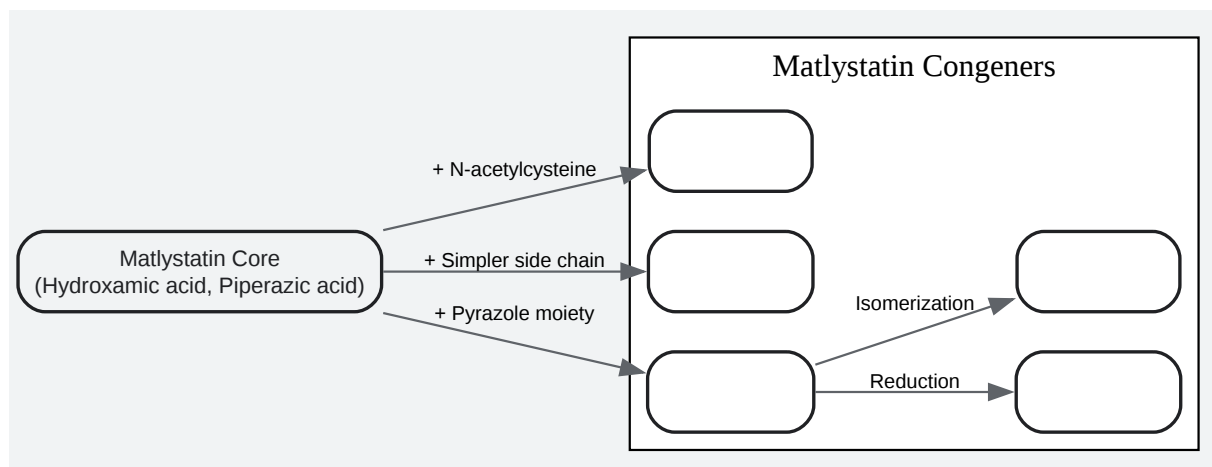 Matlystatin Congeners
+ N-acetylcysteine
Matlystatin Core
(Hydroxamic acid, Piperazic acid)
+ Simpler side chain
+ Pyrazole moiety
Isomerization
Reduction